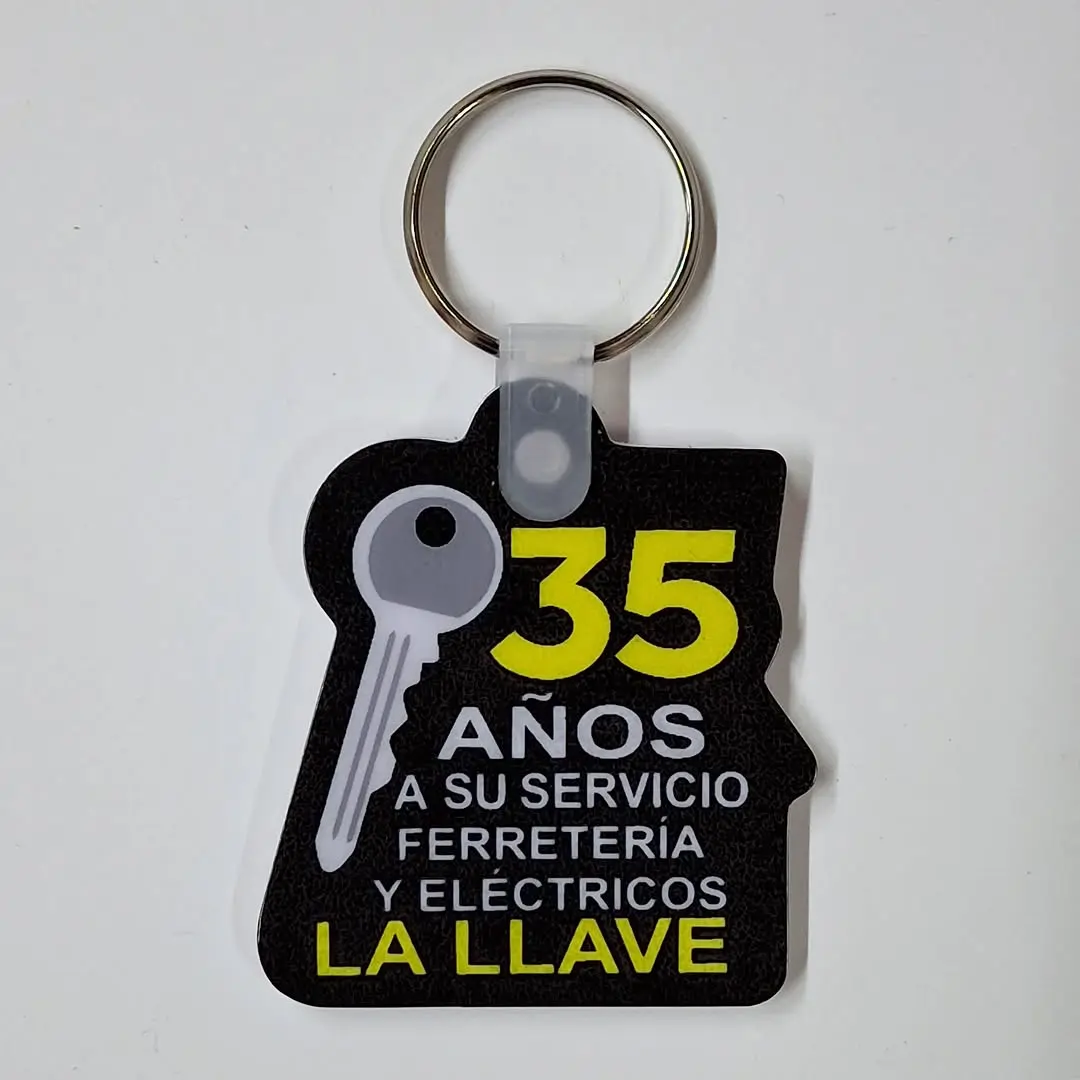 35
AÑOS
A SU SERVICIO
FERRETERÍA
Y ELÉCTRICOS
LA LLAVE